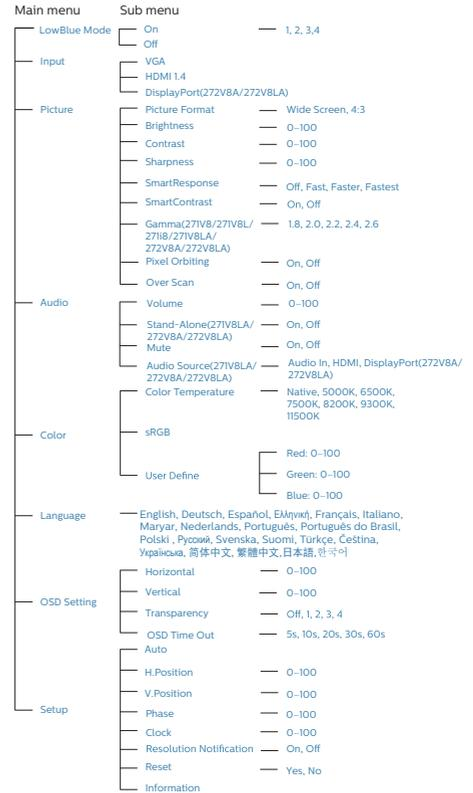 Main menu Sub menu
LowBlue Mode On 1, 2, 3,4
Off
Input VGA
HDMI 1.4
DisplayPort(272V8A/272V8LA)
Picture Picture Format Wide Screen, 4:3
Brightness 0-100
Contrast 0-100
Sharpness 0-100
SmartResponse Off, Fast, Faster, Fastest
SmartContrast On, Off
Gamma(271V8/271V8L/ 1.8, 2.0, 2.2, 2.4, 2.6
271i8/271V8LA/
272V8A/272V8LA)
Pixel Orbiting On, Off
Over Scan On, Off
Audio Volume 0-100
Stand-Alone(271V8LA/ On, Off
272V8A/272V8LA)
Mute On, Off
Audio Source(271V8LA/ Audio In, HDMI, DisplayPort(272V8A/
272V8A/272V8LA) 272V8LA)
Color Color Temperature Native, 5000K, 6500K,
7500K, 8200K, 9300K,
11500K
sRGB
User Define Red: 0-100
Green: 0-100
Blue: 0-100
Language English, Deutsch, Español, Ελληνική, Français, Italiano,
Maryar, Nederlands, Português, Português do Brasil,
Polski , Русский, Svenska, Suomi, Türkçe, Čeština,
Українська, 简体中文, 繁體中文,日本語,한국어
OSD Setting Horizontal 0-100
Vertical 0-100
Transparency Off, 1, 2, 3, 4
OSD Time Out 5s, 10s, 20s, 30s, 60s
Setup Auto
H.Position 0-100
V.Position 0-100
Phase 0-100
Clock 0-100
Resolution Notification On, Off
Reset Yes, No
Information